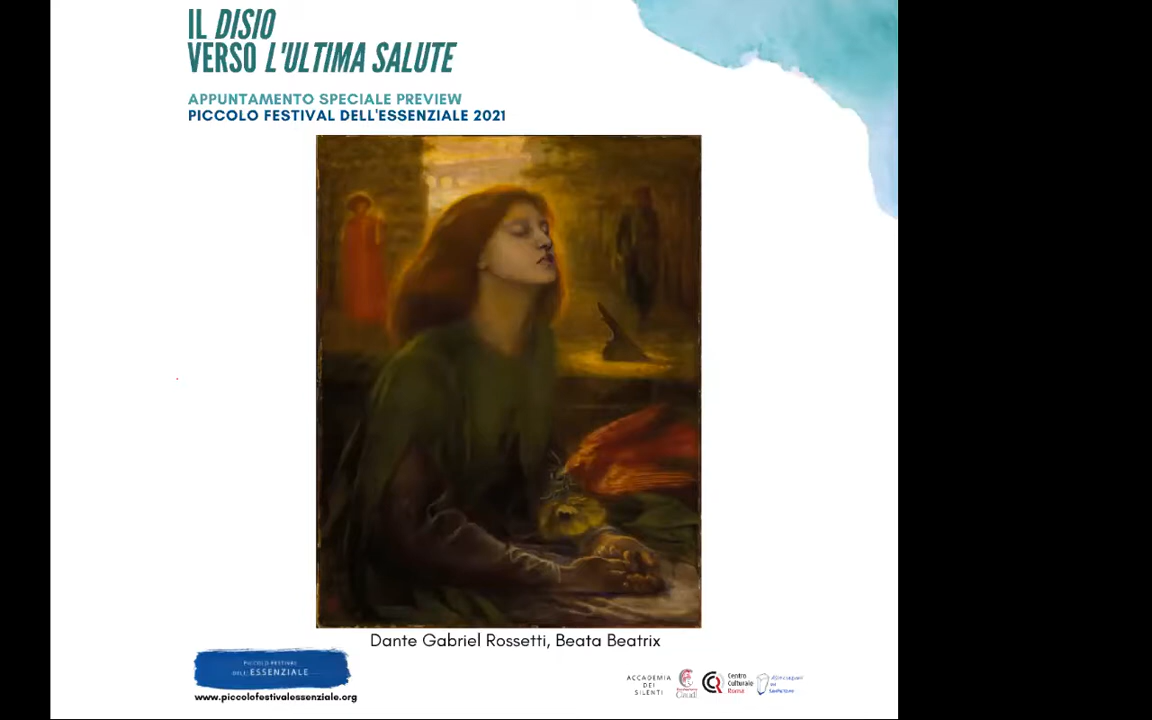 IL DISIO
VERSO L'ULTIMA SALUTE
APPUNTAMENTO SPECIALE PREVIEW
PICCOLO FESTIVAL DELL'ESSENZIALE 2021
Dante Gabriel Rossetti, Beata Beatrix
PICCOLO FESTIVAL
DELL'ESSENZIALE
www.piccolofestivalessenziale.org
ACCADEMIA
DEI
SILENTI
Centro
Culturale
Roma